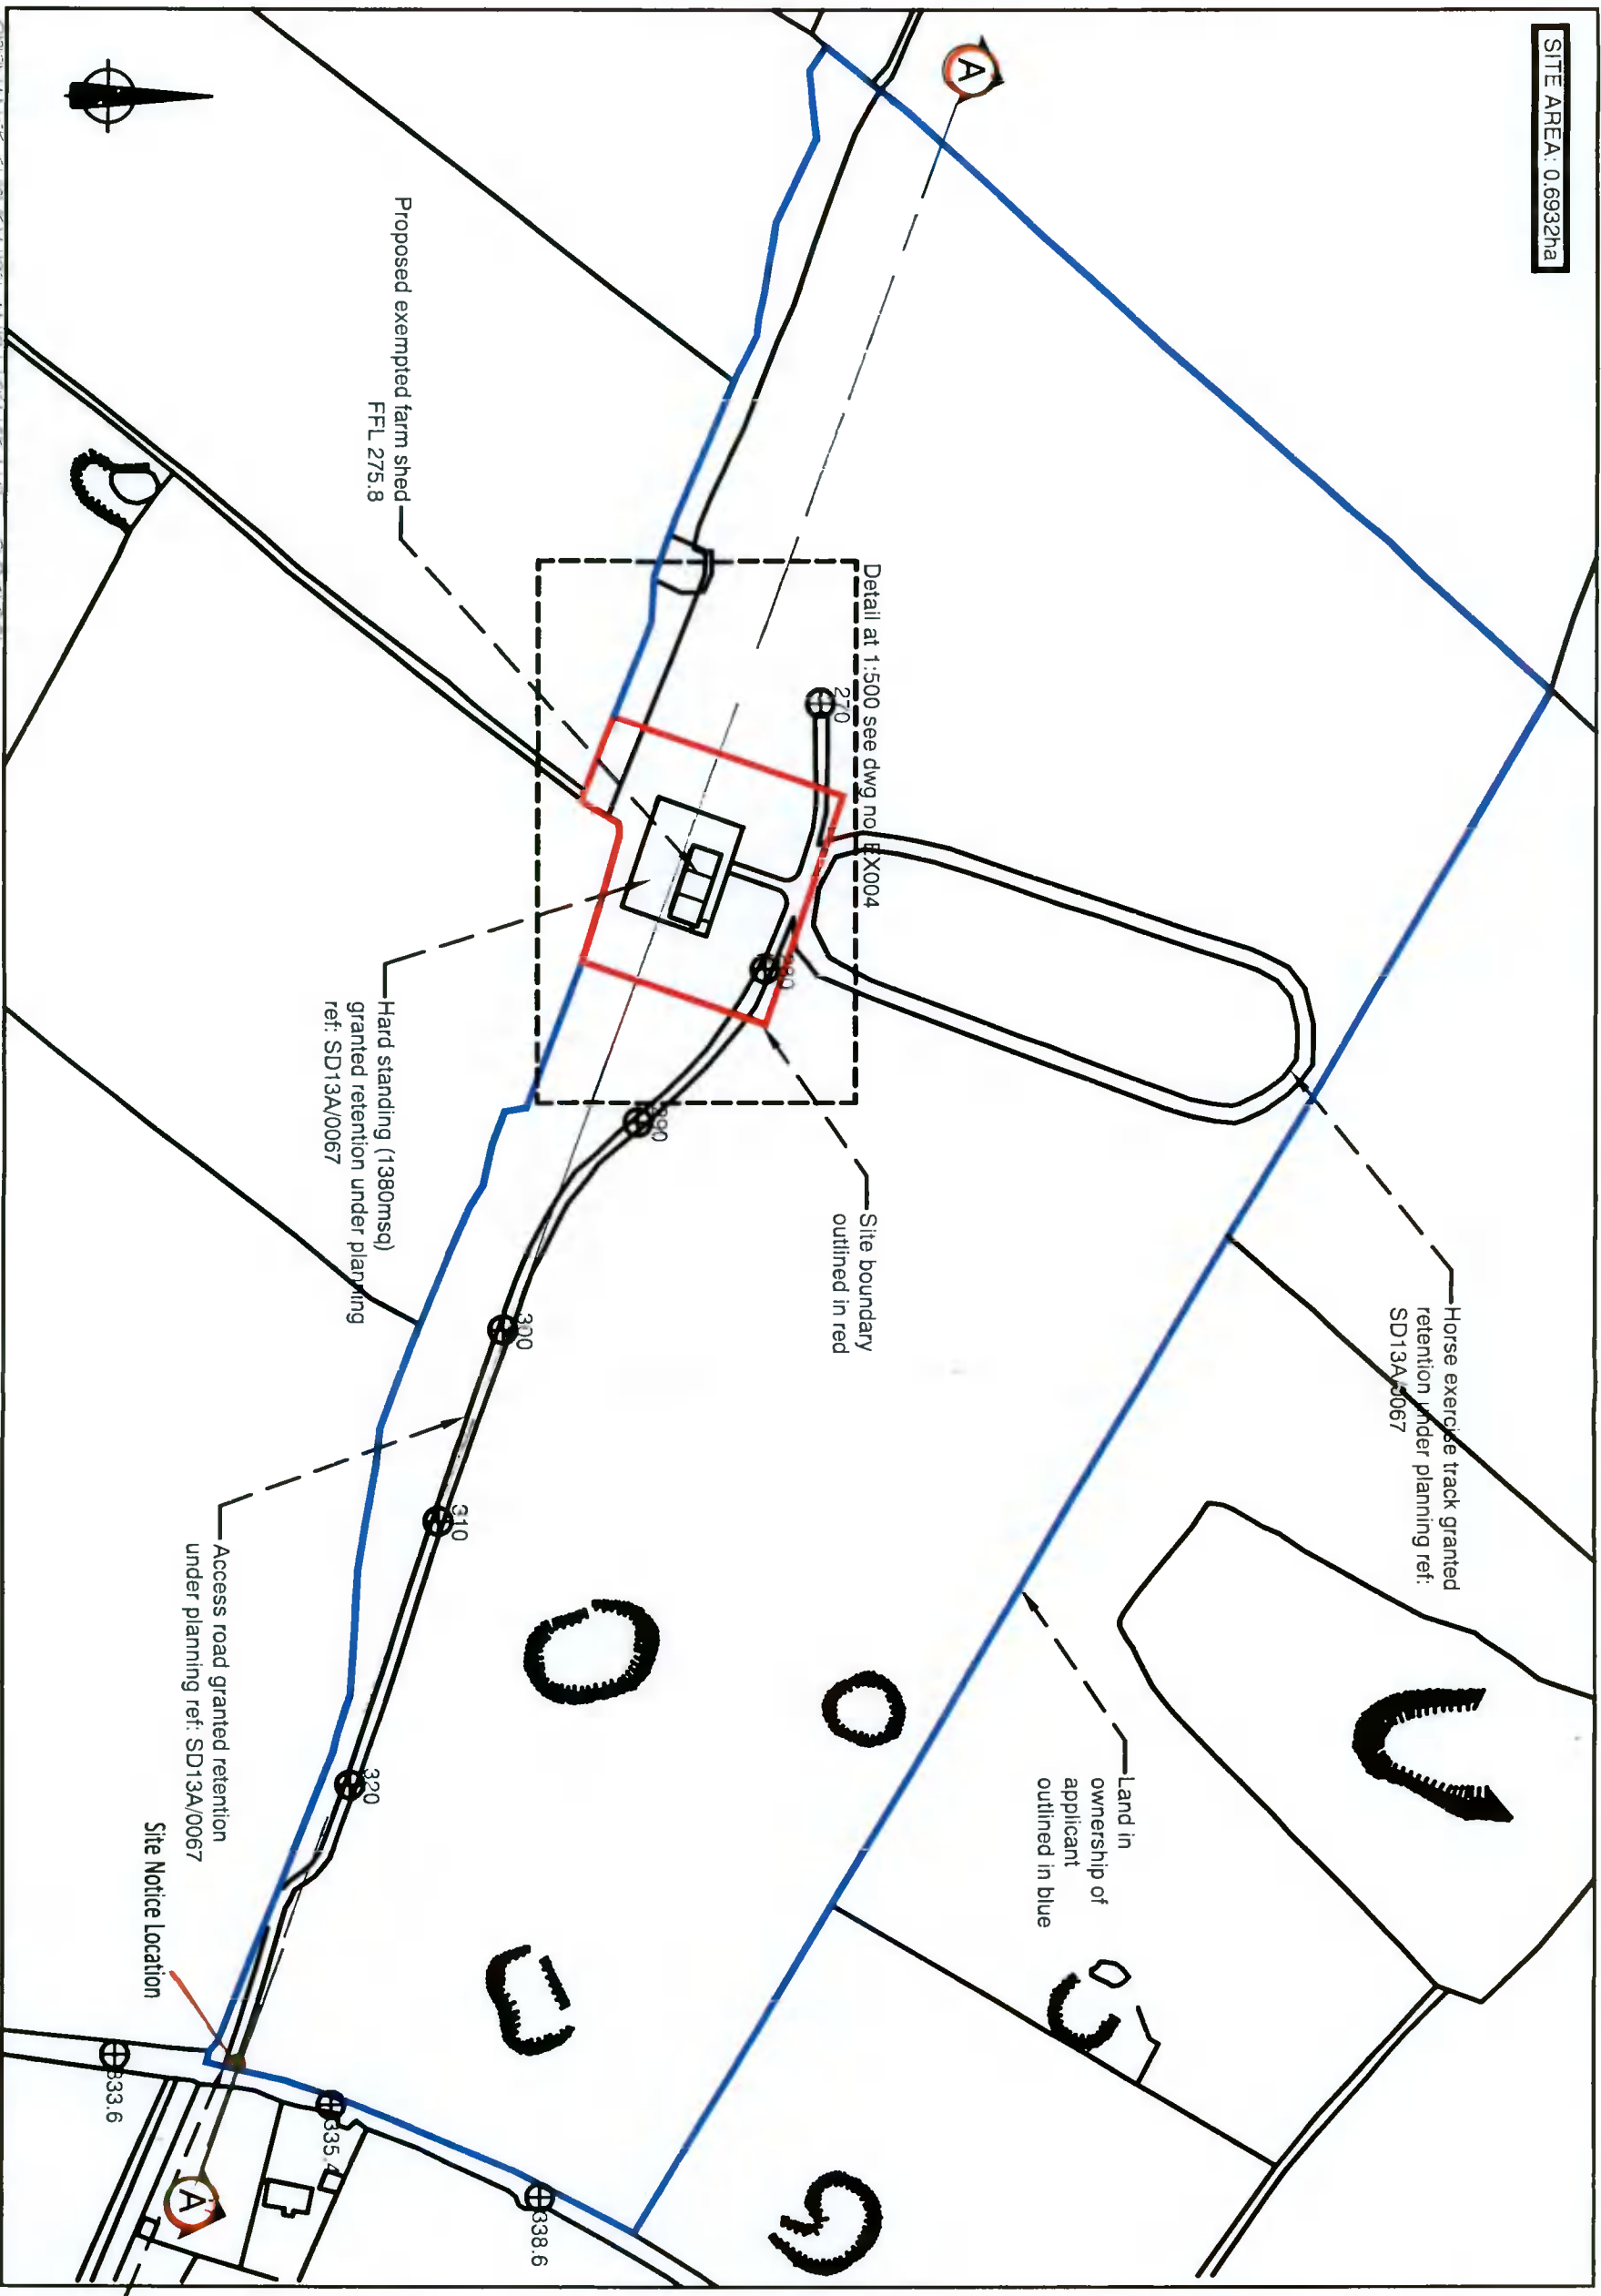 SITE AREA: 0.6932ha
A
Horse exercise track granted
retention under planning ref:
SD13A/0067
Land in
ownership of
applicant
outlined in blue
Detail at 1:500 see dwg no EX004
Site boundary
outlined in red
270
280
290
300
310
320
338.6
335.4
333.6
Proposed exempted farm shed
FFL 275.8
Hard standing (1380msq)
granted retention under planning
ref: SD13A/0067
Access road granted retention
under planning ref: SD13A/0067
Site Notice Location
A